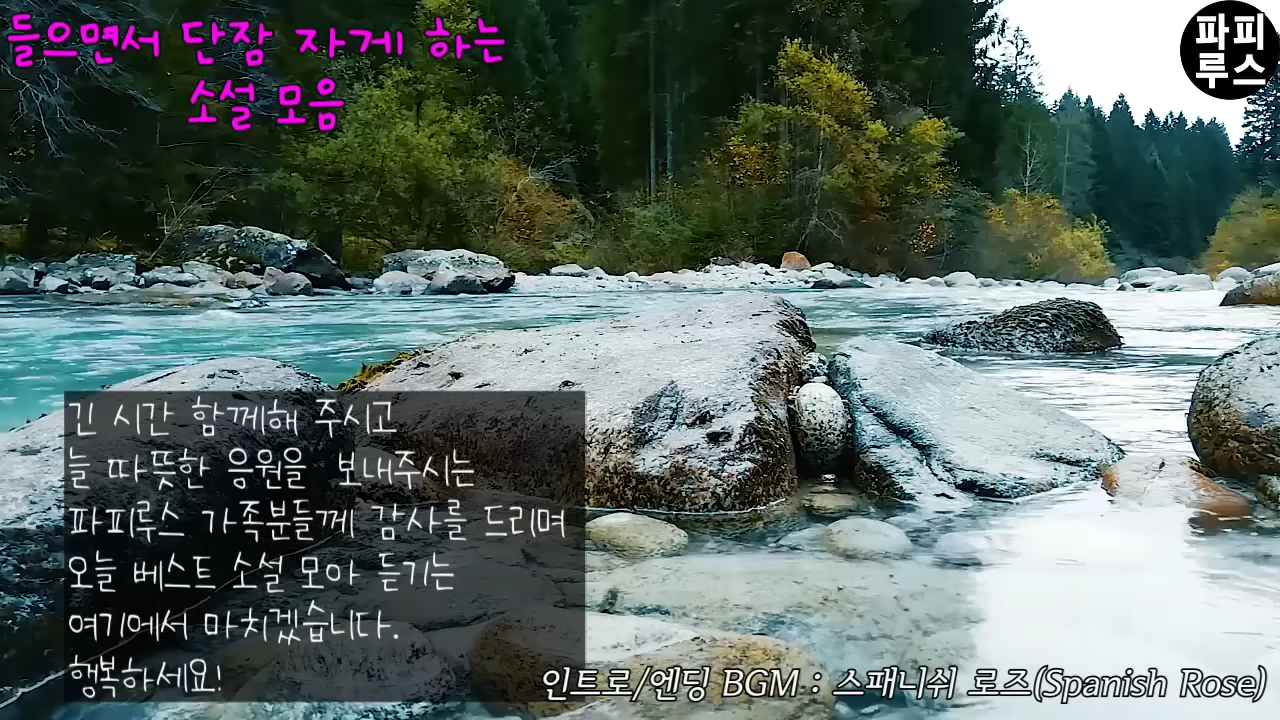 들으면서 단잠 자게 하는
소설 모음
파피
루스
긴 시간 함께해 주시고
늘 따뜻한 응원을 보내주시는
파피루스 가족분들께 감사를 드리며
오늘 베스트 소설 모아 듣기는
여기에서 마치겠습니다.
행복하세요!
인트로/엔딩 BGM : 스패니쉬 로즈(Spanish Rose)